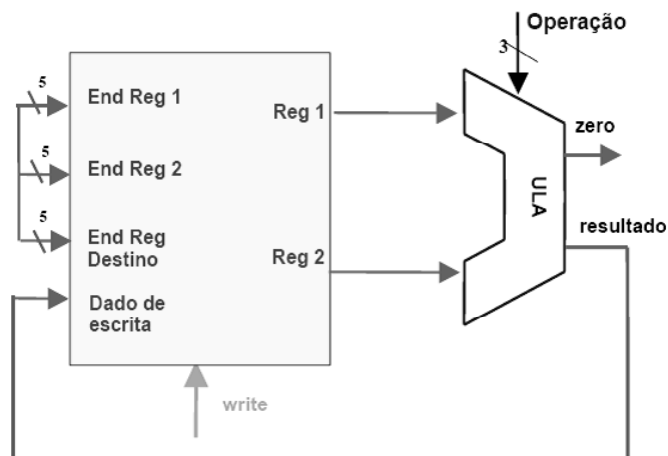 Operação
3
5
End Reg 1
Reg 1
zero
5
End Reg 2
ULA
5
End Reg
Destino
resultado
Reg 2
Dado de
escrita
write